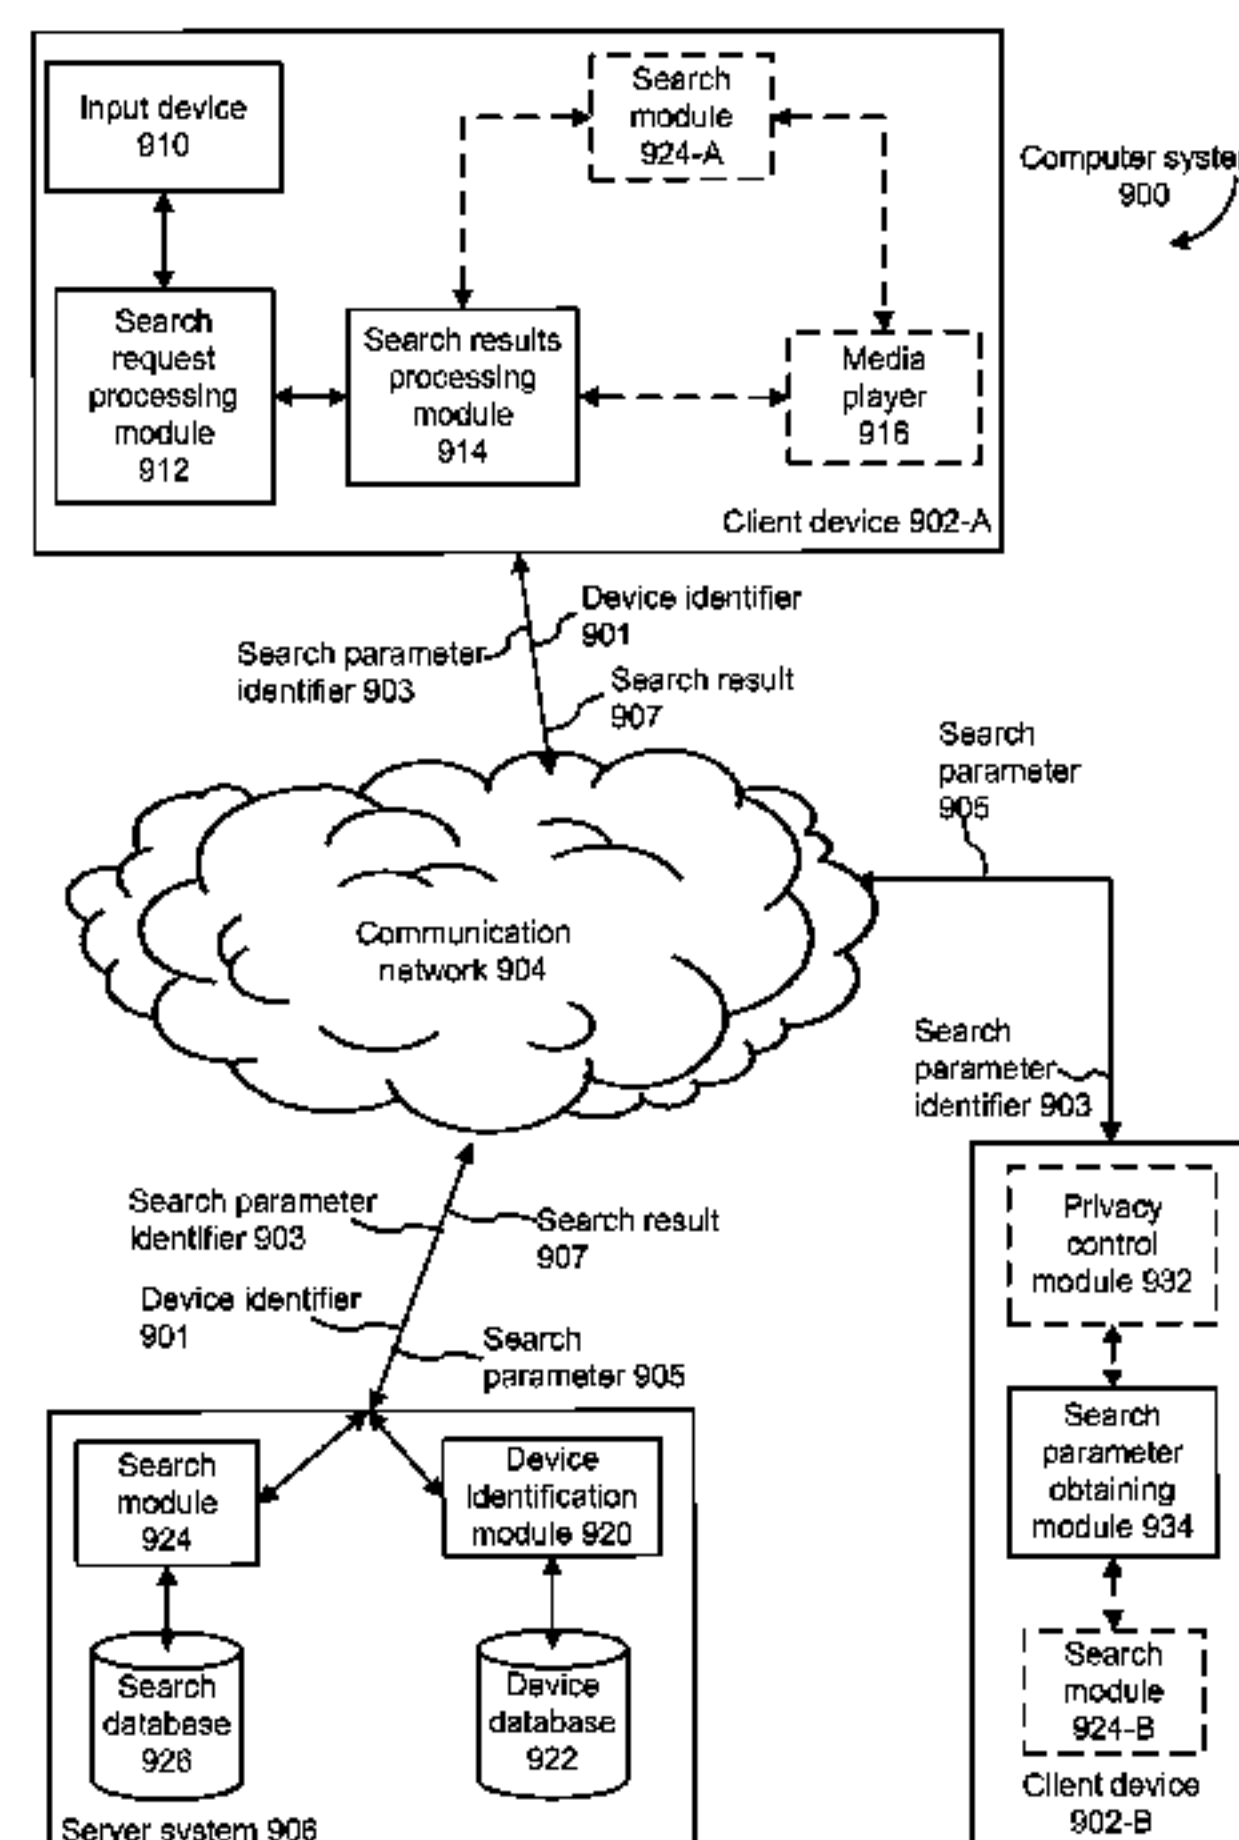 Input device
910
Search
module
924-A
Computer syste
900
Search
request
processing
module
912
Search results
processing
module
914
Media
player
916
Client device 902-A
Device identifier
901
Search parameter
identifier 903
Search result
907
Search
parameter
905
Communication
network 904
Search
parameter
identifier 903
Search parameter
identifier 903
Search result
907
Device identifier
901
Search
parameter 905
Privacy
control
module 932
Search
parameter
obtaining
module 934
Search
module
924-B
Client device
902-B
Search
module
924
Device
identification
module 920
Search
database
926
Device
database
922
Server system 906